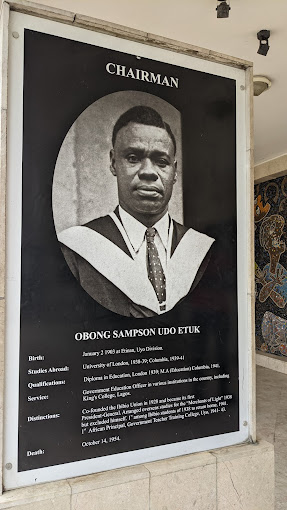 CHAIRMAN
OBONG SAMPSON UDO ETUK
Birth: January 2 1903 at Etinan, Uyo Division.
Studies Abroad: University of London, 1938-39; Columbia, 1939-41
Qualifications: Diploma in Education, London 1939; M.A (Education) Columbia, 1941.
Service: Government Education Officer in various institutions in the country, including
King's College, Lagos.
Distinctions: Co-founded the Ibibio Union in 1928 and became its first
President-General. Arranged overseas studies for the "Merchants of Light" 1938
but excluded himself. 1st among Ibibio students of 1938 to return home, 1941.
1st African Principal, Government Teacher Training College, Uyo, 1941-43.
Death: October 14, 1954.